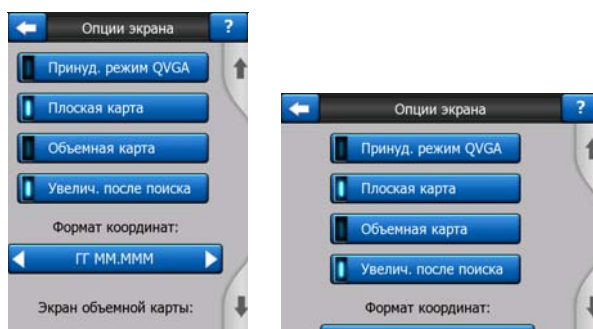 Опции экрана ?
Принуд. режим QVGA
Плоская карта
Объемная карта
Увелич. после поиска
Формат координат:
ГГ ММ.МММ
Экран объемной карты:
Опции экрана ?
Принуд. режим QVGA
Плоская карта
Объемная карта
Увелич. после поиска
Формат координат: